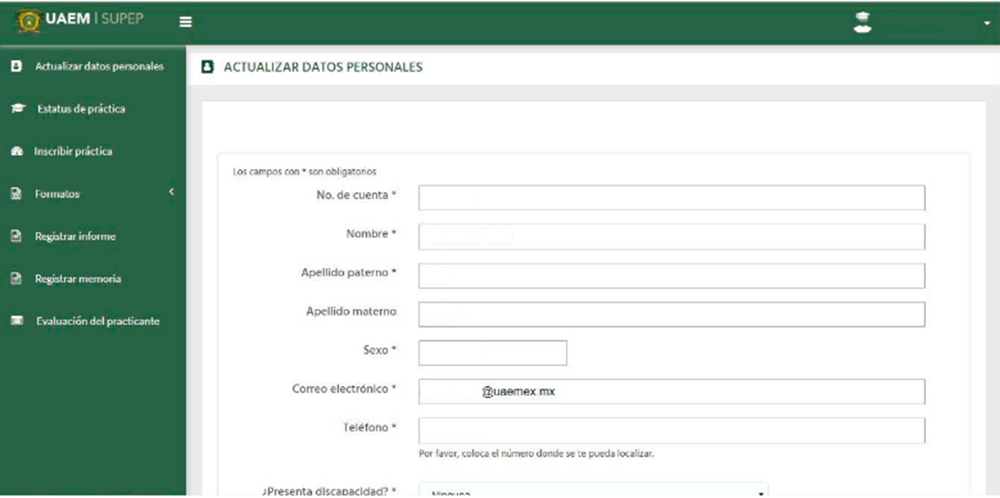 UAEM | SUPEP
Actualizar datos personales
Estatus de práctica
Inscribir práctica
Formatos
Registrar informe
Registrar memoria
Evaluación del practicante
ACTUALIZAR DATOS PERSONALES
Los campos con * son obligatorios
No. de cuenta *
Nombre *
Apellido paterno *
Apellido materno
Sexo *
Correo electrónico * @uaemex.mx
Teléfono *
Por favor, coloca el número donde se te pueda localizar.
¿Presenta discapacidad? * Ninguna